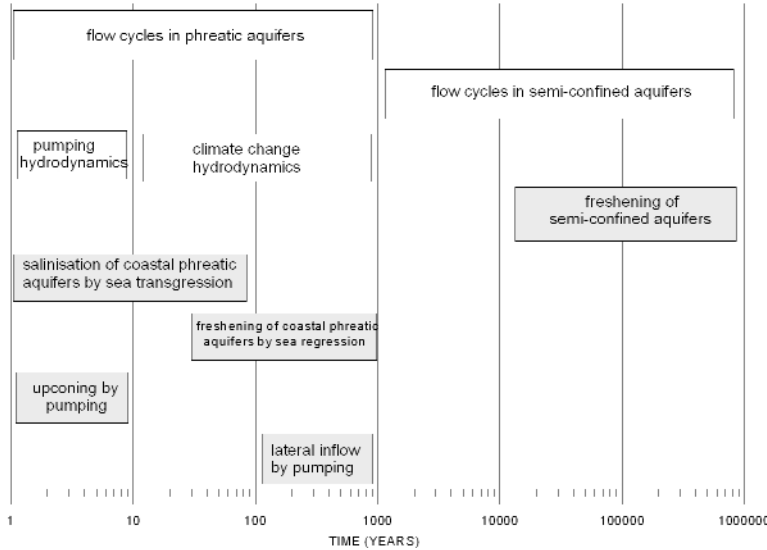 flow cycles in phreatic aquifers
flow cycles in semi-confined aquifers
pumping
hydrodynamics
climate change
hydrodynamics
freshening of
semi-confined aquifers
salinisation of coastal phreatic
aquifers by sea transgression
freshening of coastal phreatic
aquifers by sea regression
upconing by
pumping
lateral inflow
by pumping
1 10 100 1000 10000 100000 1000000
TIME (YEARS)